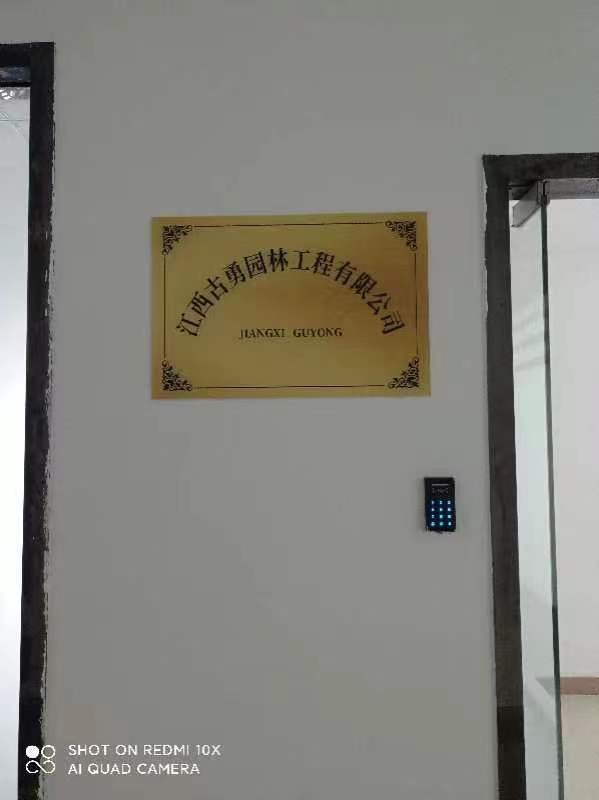 江西古勇园林工程有限公司
JIANGXI GUYONG
SHOT ON REDMI 10X
AI QUAD CAMERA